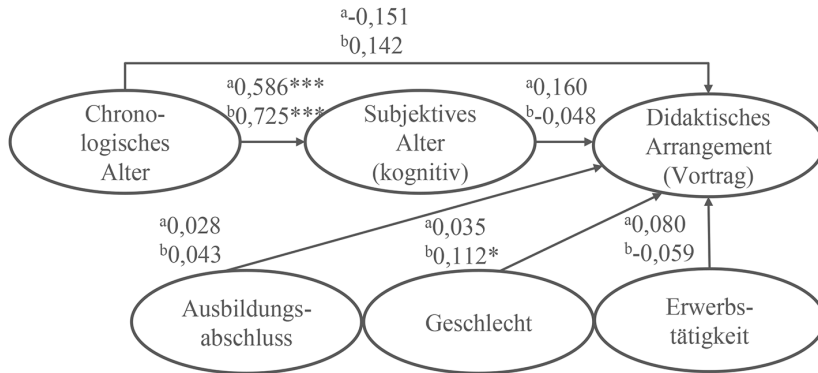 ᵃ-0,151
ᵇ0,142
ᵃ0,586***
ᵇ0,725***
ᵃ0,160
ᵇ-0,048
Chrono-
logisches
Alter
Subjektives
Alter
(kognitiv)
Didaktisches
Arrangement
(Vortrag)
ᵃ0,028
ᵇ0,043
ᵃ0,035
ᵇ0,112*
ᵃ0,080
ᵇ-0,059
Ausbildungs-
abschluss
Geschlecht
Erwerbs-
tätigkeit